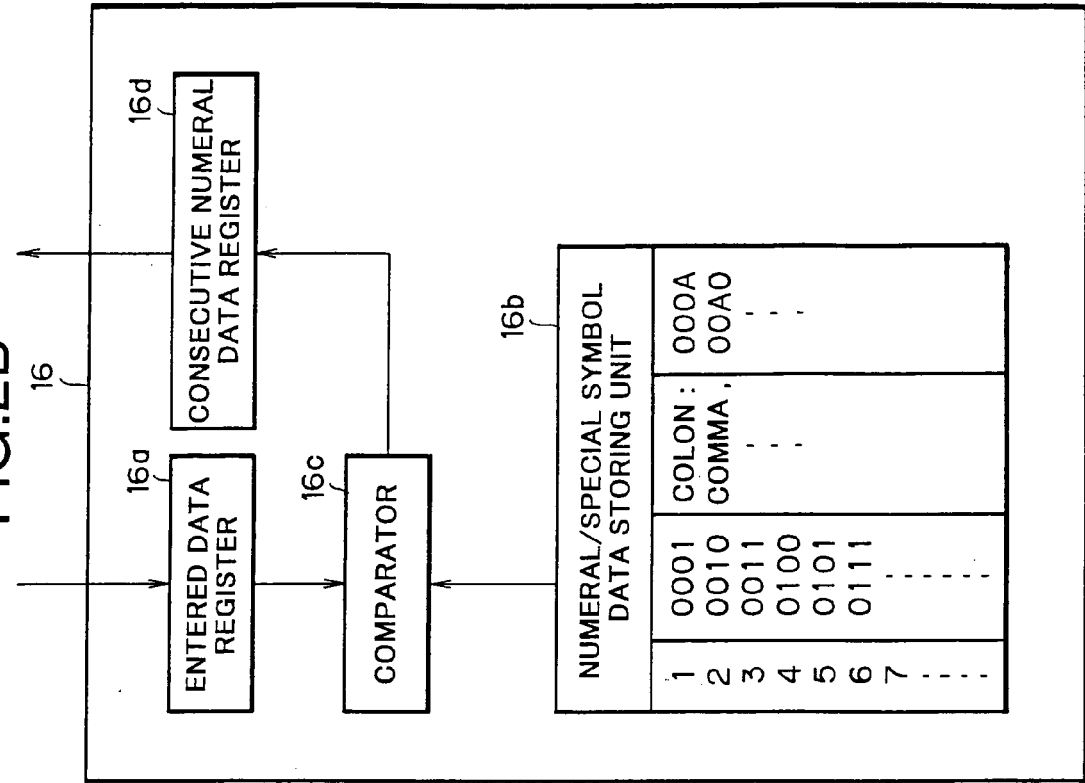 FIG.2B
16
16a
ENTERED DATA
REGISTER
16d
CONSECUTIVE NUMERAL
DATA REGISTER
16c
COMPARATOR
16b
NUMERAL/SPECIAL SYMBOL
DATA STORING UNIT
1 0001 COLON : 000A
2 0010 COMMA, 00A0
3 0011 - - - - - -
4 0100
5 0101
6 0111
7 - - - - - -
- - - -